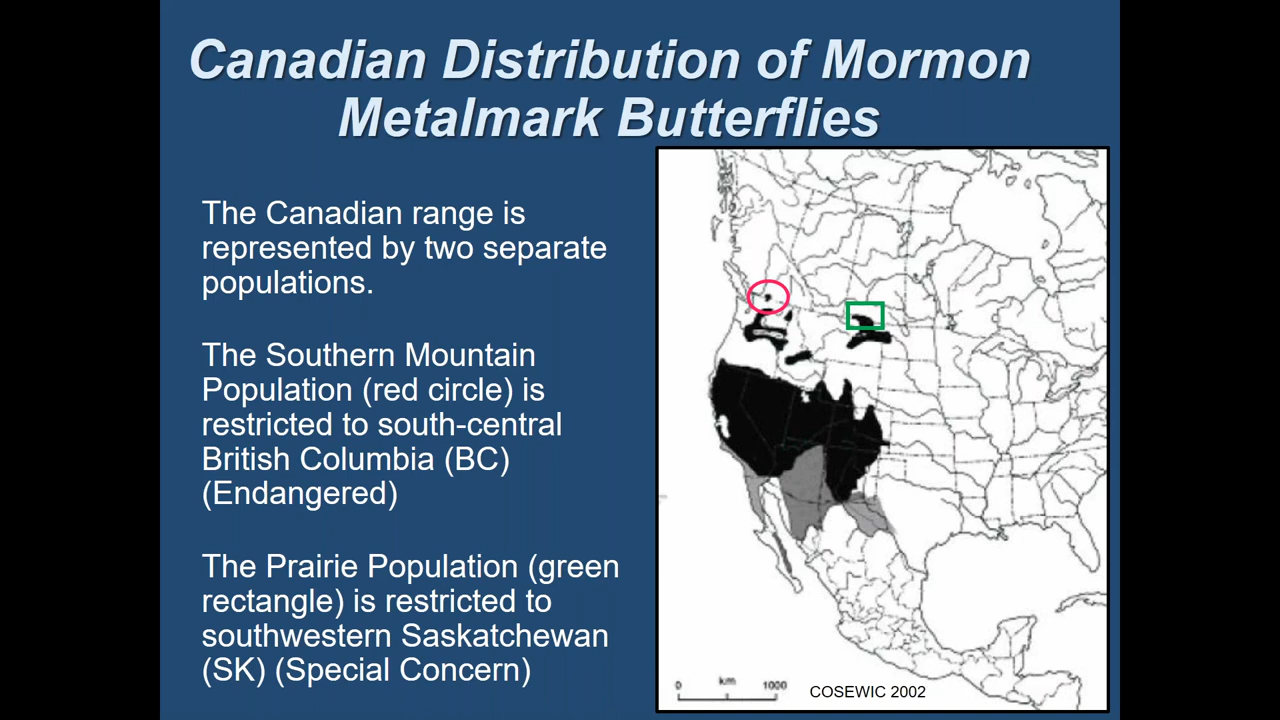 Canadian Distribution of Mormon
Metalmark Butterflies
The Canadian range is
represented by two separate
populations.
The Southern Mountain
Population (red circle) is
restricted to south-central
British Columbia (BC)
(Endangered)
The Prairie Population (green
rectangle) is restricted to
southwestern Saskatchewan
(SK) (Special Concern)
km
0 1000
COSEWIC 2002